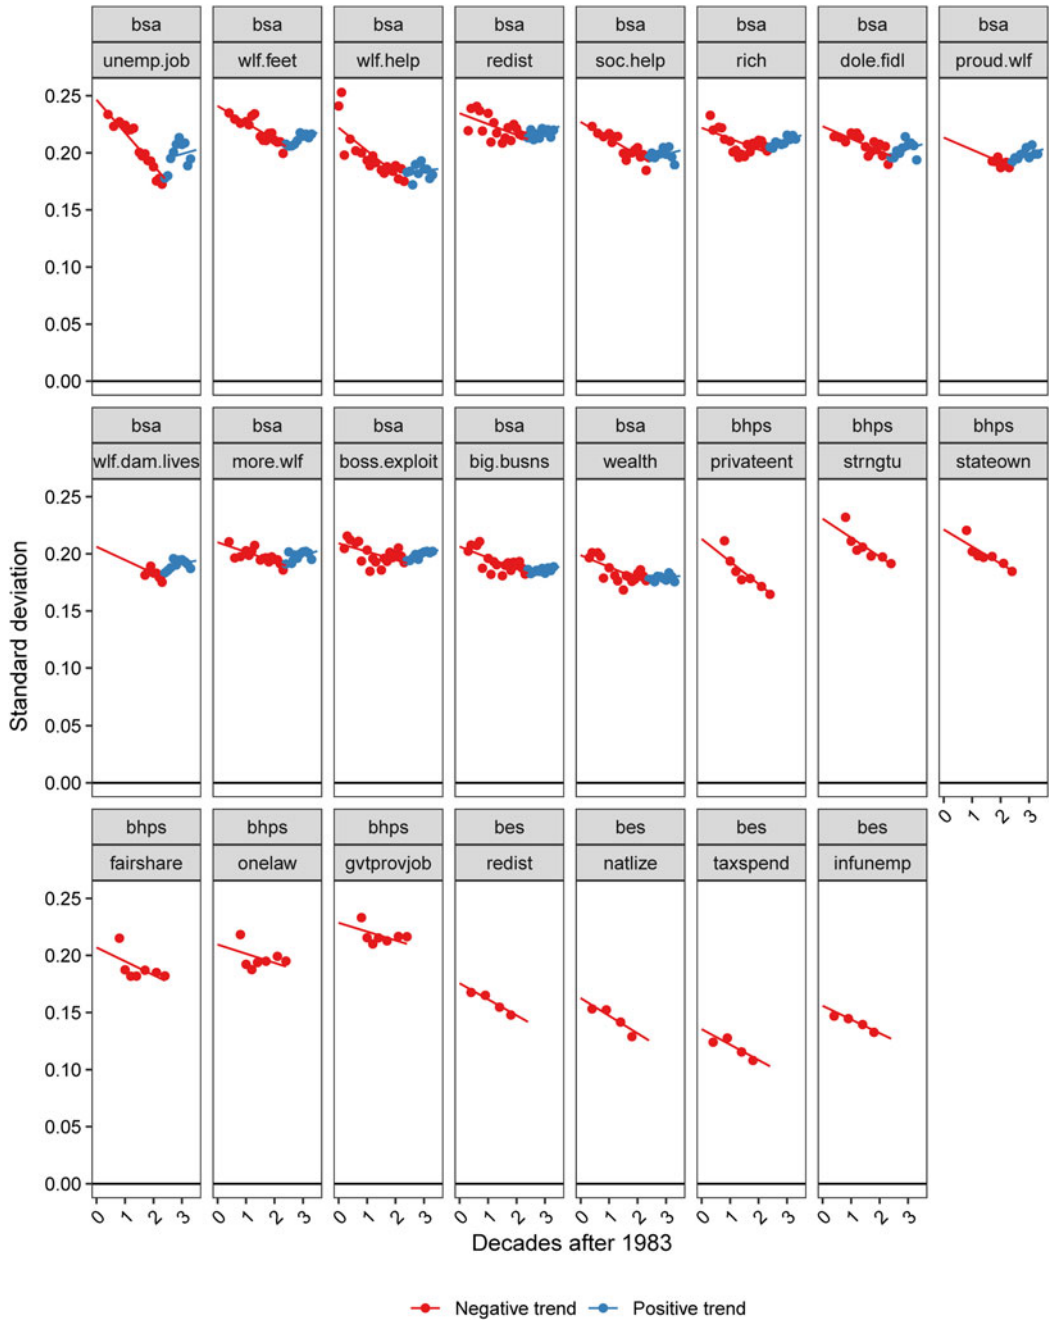 bsa bsa bsa bsa bsa bsa bsa bsa
unemp.job wlf.feet wlf.help redist soc.help rich dole.fidl proud.wlf
0.25
0.20
0.15
0.10
0.05
0.00
bsa bsa bsa bsa bsa bhps bhps bhps
wlf.dam.lives more.wlf boss.exploit big.busns wealth privateent strngtu stateown
0.25
0.20
0.15
0.10
0.05
0.00
Standard deviation
0 1 2 3
bhps bhps bhps bes bes bes bes
fairshare onelaw gvtprovjob redist natlize taxspend infunemp
0.25
0.20
0.15
0.10
0.05
0.00
0 1 2 3 0 1 2 3 0 1 2 3 0 1 2 3 0 1 2 3 0 1 2 3 0 1 2 3
Decades after 1983
Negative trend Positive trend